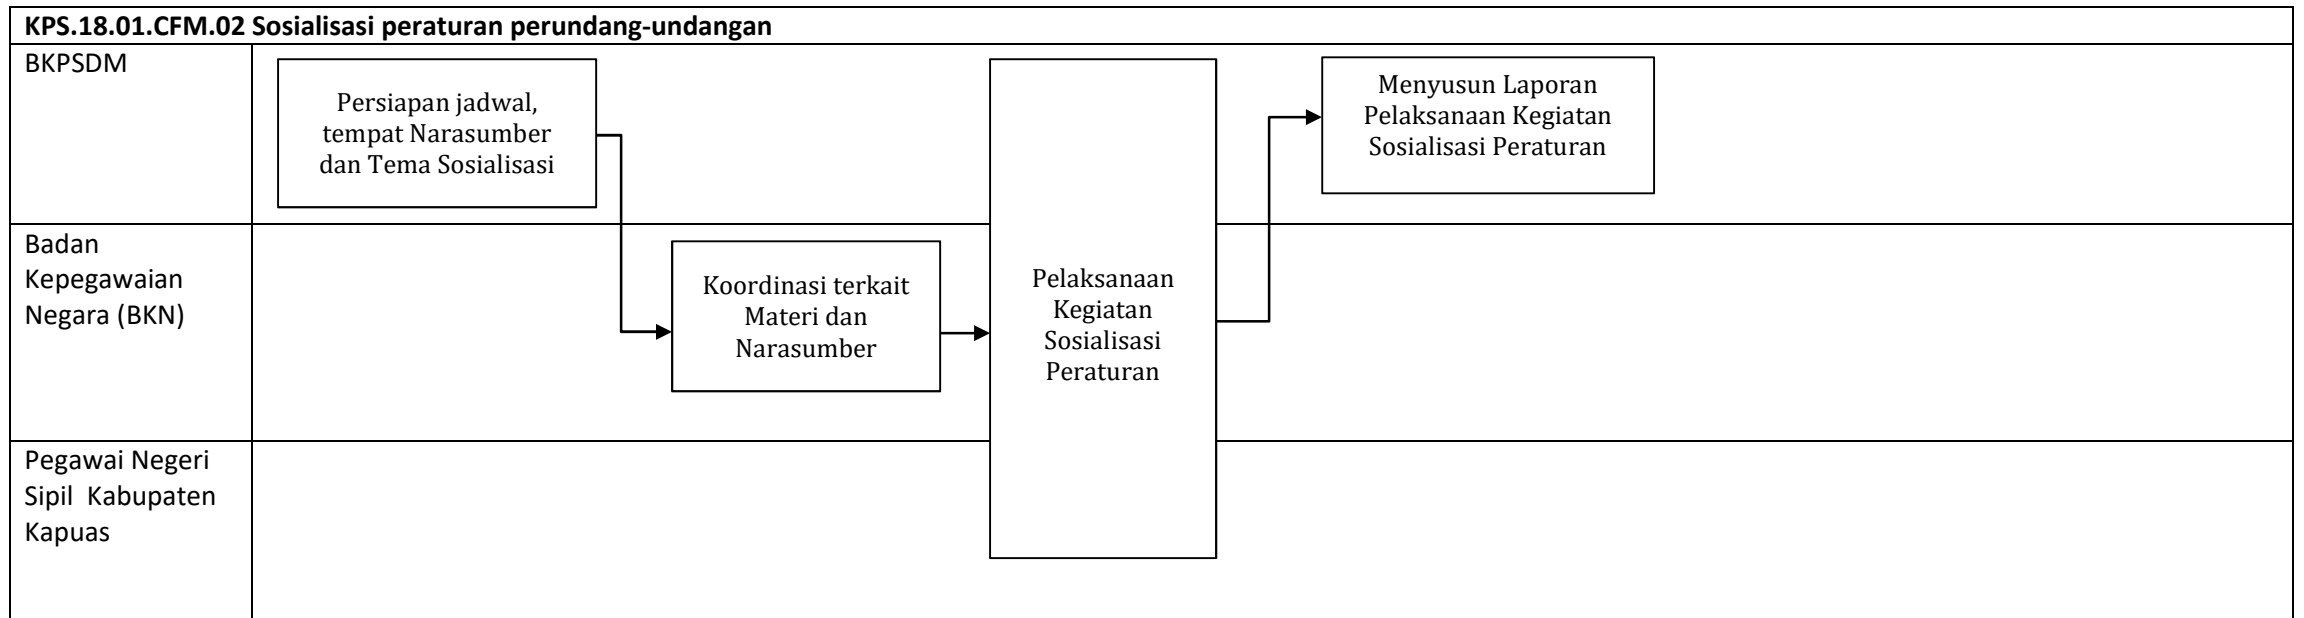 KPS.18.01.CFM.02 Sosialisasi peraturan perundang-undangan
BKPSDM
Persiapan jadwal,
tempat Narasumber
dan Tema Sosialisasi
Menyusun Laporan
Pelaksanaan Kegiatan
Sosialisasi Peraturan
Badan
Kepegawaian
Negara (BKN)
Koordinasi terkait
Materi dan
Narasumber
Pelaksanaan
Kegiatan
Sosialisasi
Peraturan
Pegawai Negeri
Sipil  Kabupaten
Kapuas